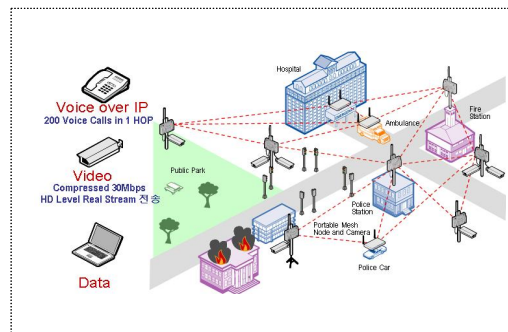 Voice over IP
200 Voice Calls in 1 HOP
Video
Compressed 30Mbps
HD Level Real Stream 전송
Data
Hospital
Ambulance
Fire
Station
Public Park
Police
Station
Portable Mesh
Node and Camera
Police Car